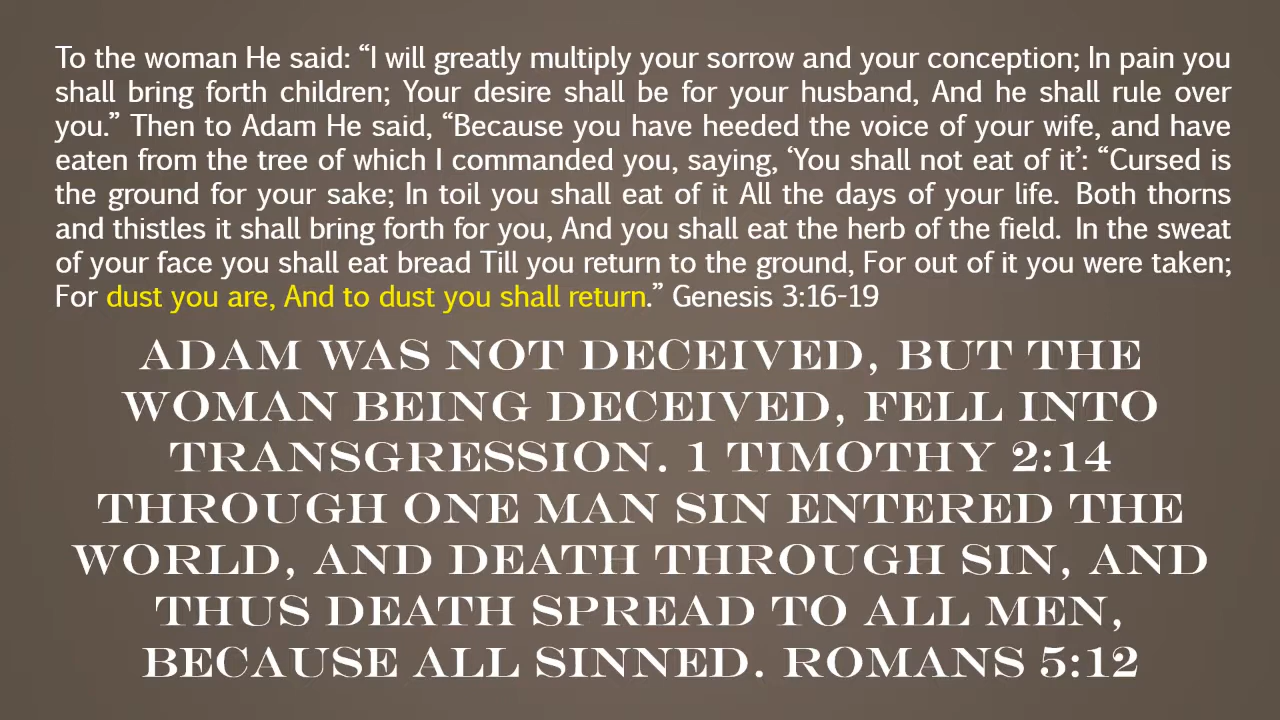 To the woman He said: “I will greatly multiply your sorrow and your conception; In pain you
shall bring forth children; Your desire shall be for your husband, And he shall rule over
you.” Then to Adam He said, “Because you have heeded the voice of your wife, and have
eaten from the tree of which I commanded you, saying, ‘You shall not eat of it’: “Cursed is
the ground for your sake; In toil you shall eat of it All the days of your life. Both thorns
and thistles it shall bring forth for you, And you shall eat the herb of the field. In the sweat
of your face you shall eat bread Till you return to the ground, For out of it you were taken;
For dust you are, And to dust you shall return.” Genesis 3:16-19
ADAM WAS NOT DECEIVED, BUT THE
WOMAN BEING DECEIVED, FELL INTO
TRANSGRESSION. 1 TIMOTHY 2:14
THROUGH ONE MAN SIN ENTERED THE
WORLD, AND DEATH THROUGH SIN, AND
THUS DEATH SPREAD TO ALL MEN,
BECAUSE ALL SINNED. ROMANS 5:12